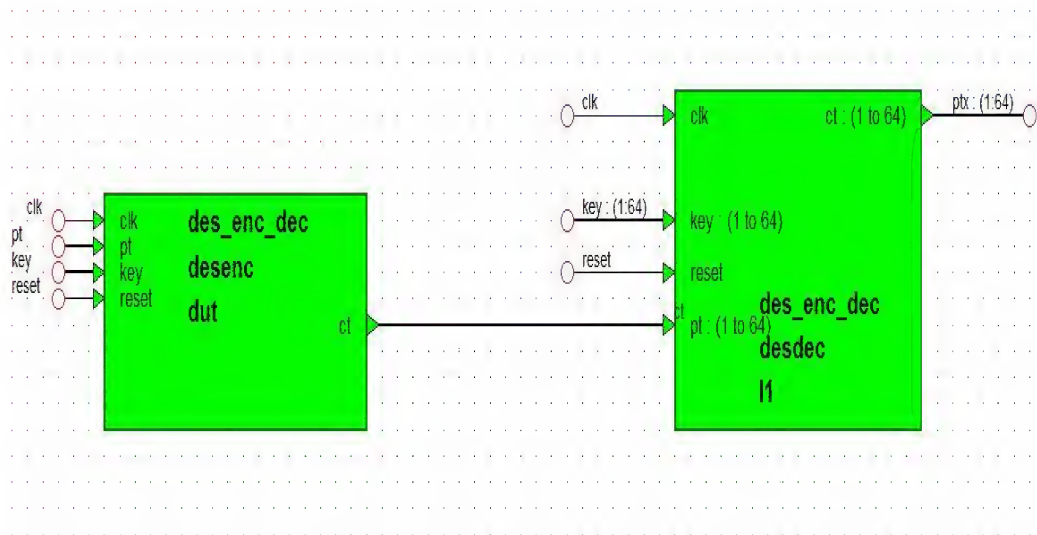 clk
pt
key
reset
clk
pt
key
reset
des_enc_dec
desenc
dut
ct
clk
key : (1:64)
reset
clk
ct : (1 to 64)
key : (1 to 64)
reset
ct
pt : (1 to 64)
des_enc_dec
desdec
I1
ptx : (1:64)